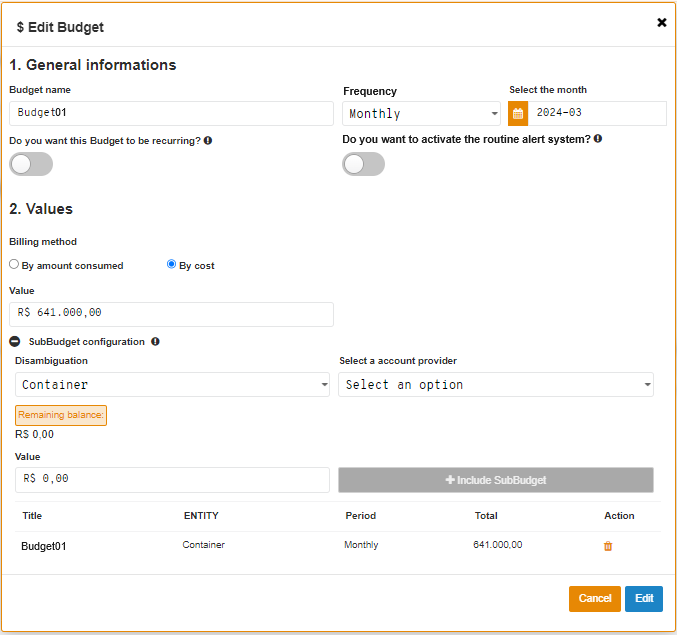 $ Edit Budget
1. General informations
Budget name
Frequency
Select the month
Budget01
Monthly
2024-03
Do you want this Budget to be recurring?
Do you want to activate the routine alert system?
2. Values
Billing method
By amount consumed
By cost
Value
R$ 641.000,00
SubBudget configuration
Disambiguation
Select a account provider
Container
Select an option
Remaining balance:
R$ 0,00
Value
R$ 0,00
Include SubBudget
Title ENTITY Period Total Action
Budget01 Container Monthly 641.000,00
Cancel
Edit